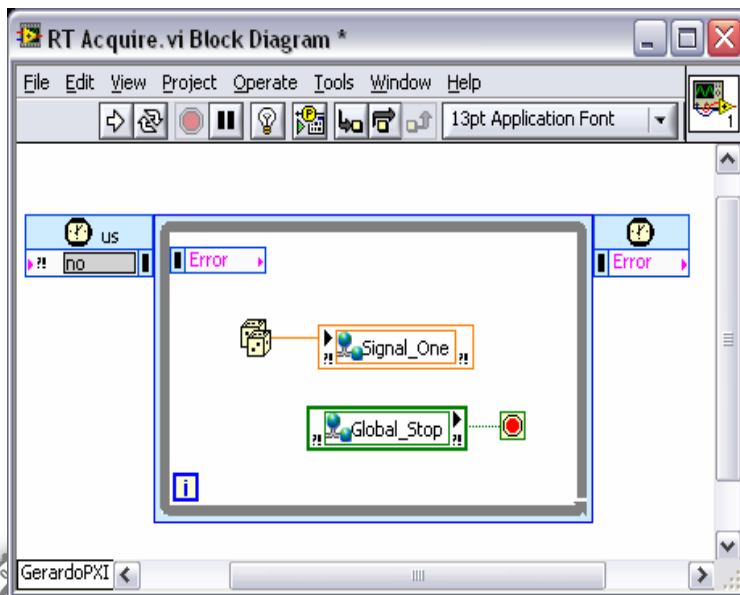 RT Acquire.vi Block Diagram *
File Edit View Project Operate Tools Window Help
13pt Application Font
1
us
no
Error
Error
Signal_One
Global_Stop
i
GerardoPXI